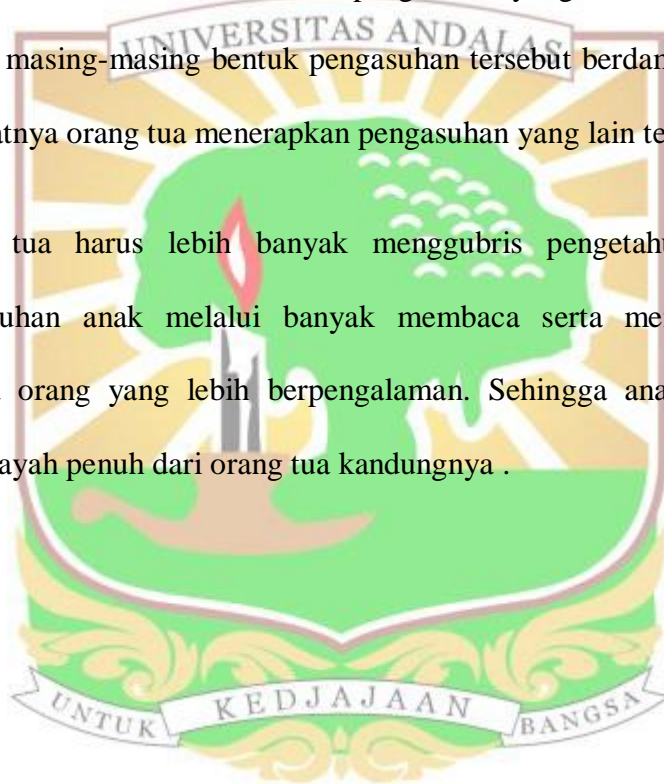 UNIVERSITAS ANDALAS
masing-masing bentuk pengasuhan tersebut berdam
atnya orang tua menerapkan pengasuhan yang lain te
tua harus lebih banyak menggubris pengetah
uhan anak melalui banyak membaca serta me
orang yang lebih berpengalaman. Sehingga ana
ayah penuh dari orang tua kandungnya .
UNTUK KEDJAJAAN BANGSA